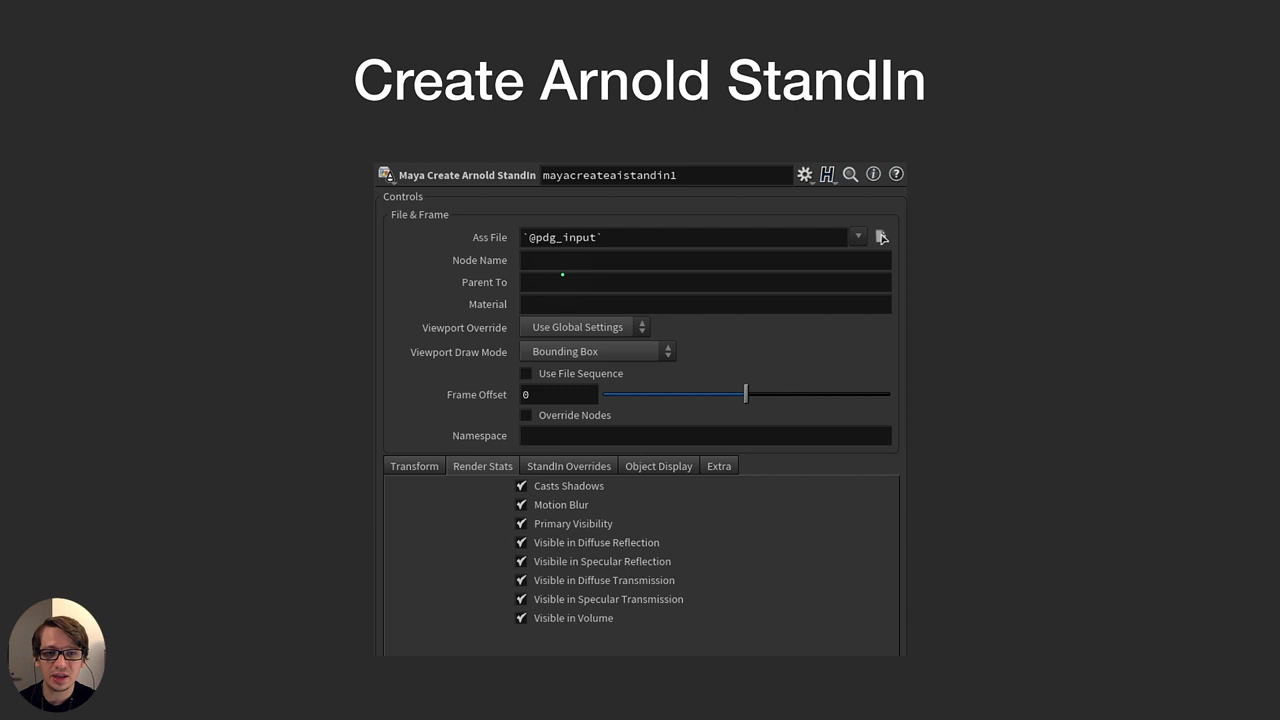 Create Arnold StandIn
Maya Create Arnold StandIn mayacreateaistandin1
Controls
File & Frame
Ass File `@pdg_input`
Node Name
Parent To
Material
Viewport Override Use Global Settings
Viewport Draw Mode Bounding Box
Use File Sequence
Frame Offset 0
Override Nodes
Namespace
Transform Render Stats StandIn Overrides Object Display Extra
Casts Shadows
Motion Blur
Primary Visibility
Visible in Diffuse Reflection
Visibile in Specular Reflection
Visible in Diffuse Transmission
Visible in Specular Transmission
Visible in Volume